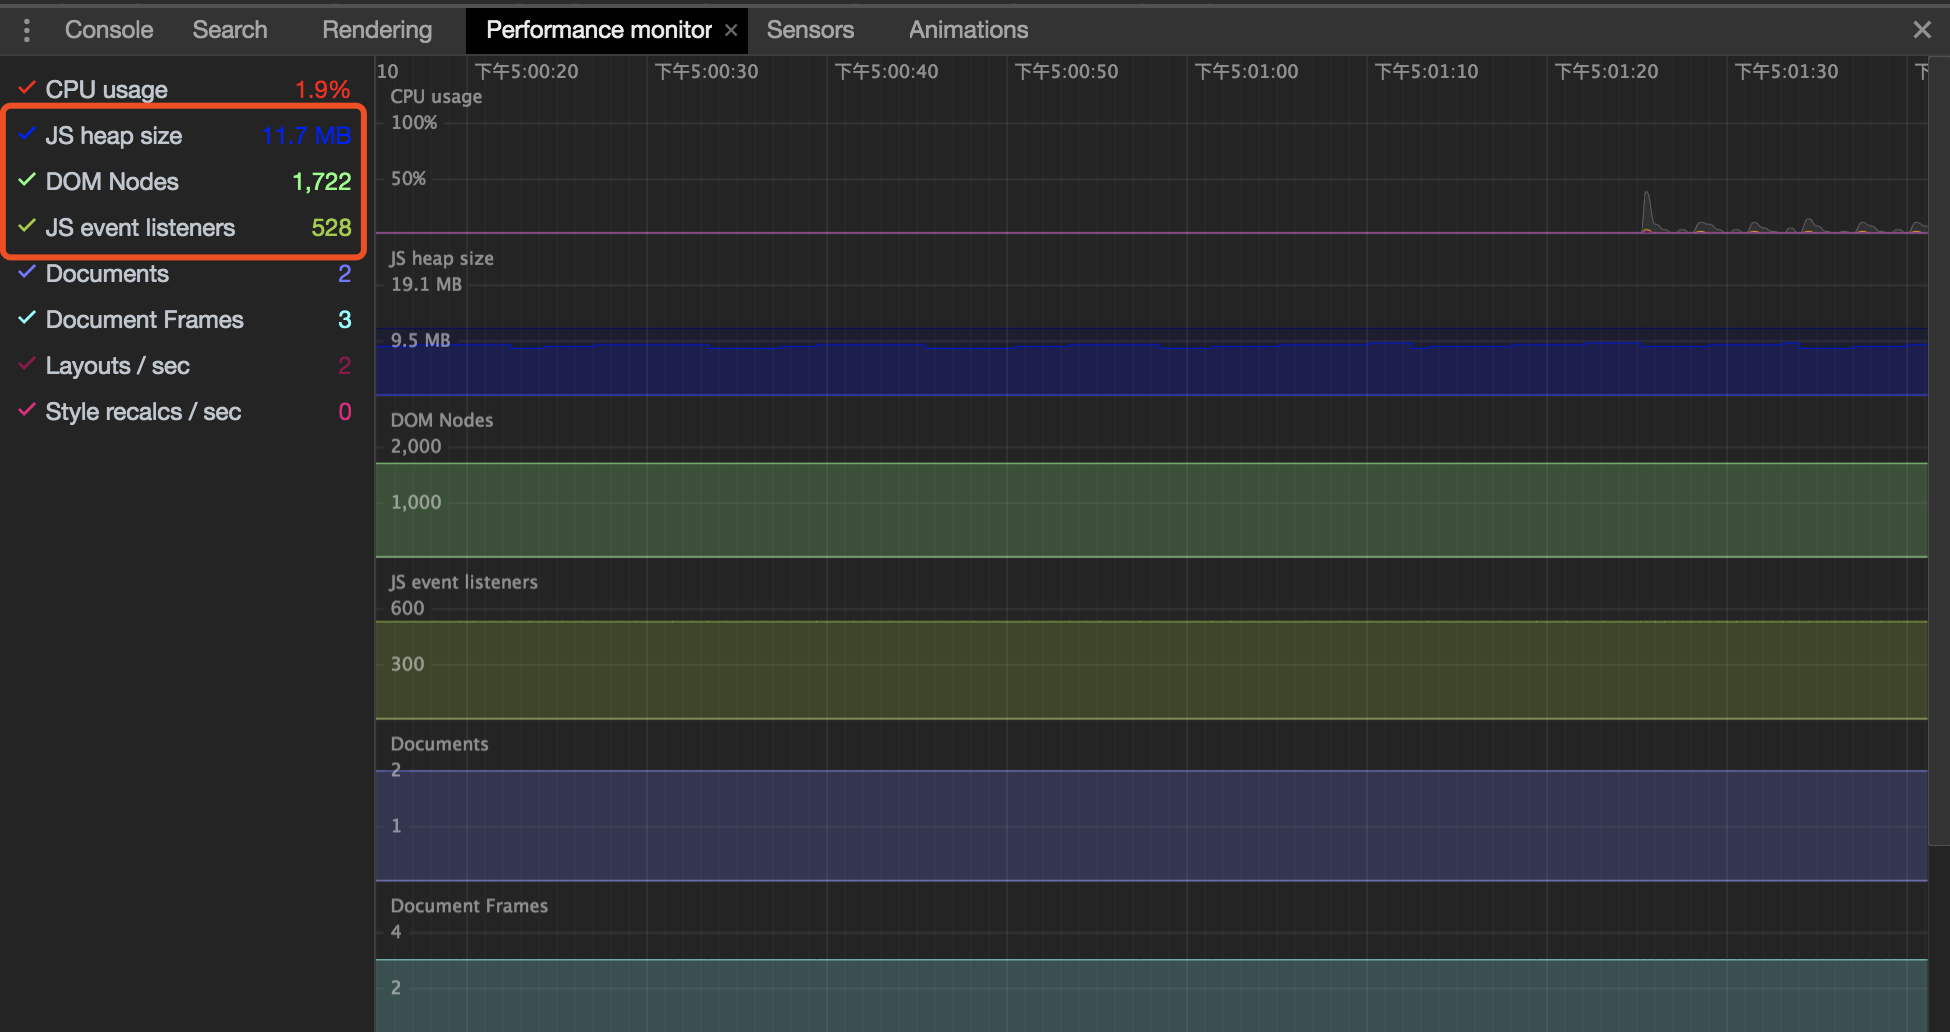 Console Search Rendering Performance monitor × Sensors Animations
CPU usage 1.9%
JS heap size 11.7 MB
DOM Nodes 1,722
JS event listeners 528
Documents 2
Document Frames 3
Layouts / sec 2
Style recalcs / sec 0
10 下午5:00:20 下午5:00:30 下午5:00:40 下午5:00:50 下午5:01:00 下午5:01:10 下午5:01:20 下午5:01:30 下
CPU usage
100%
50%
JS heap size
19.1 MB
9.5 MB
DOM Nodes
2,000
1,000
JS event listeners
600
300
Documents
2
1
Document Frames
4
2